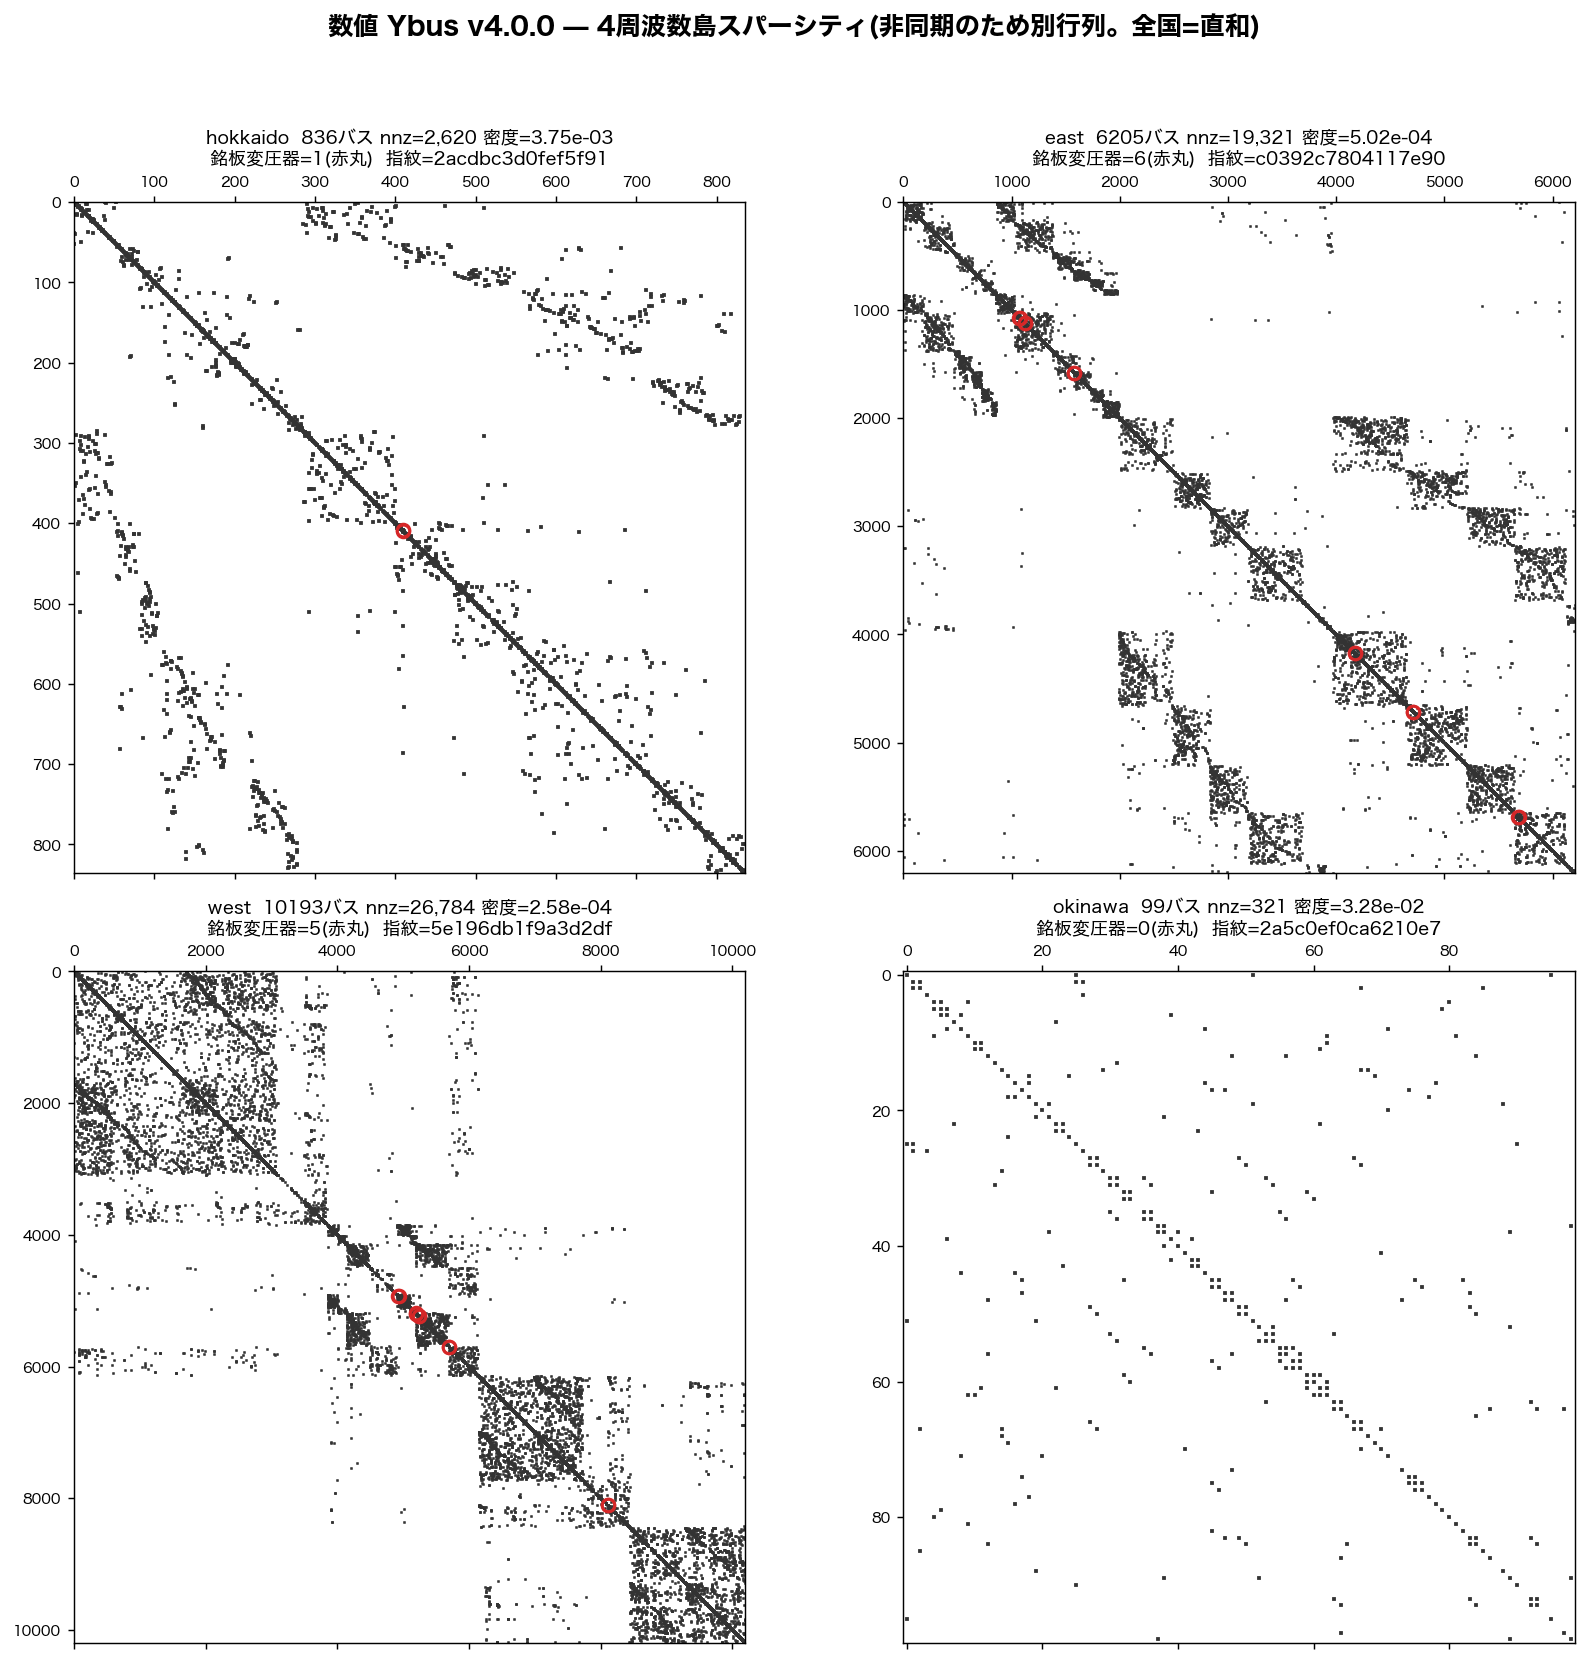 数値 Ybus v4.0.0 — 4周波数島スパーシティ(非同期のため別行列。全国=直和)
hokkaido 836バス nnz=2,620 密度=3.75e-03
銘板変圧器=1(赤丸) 指紋=2acdbc3d0fef5f91
0 100 200 300 400 500 600 700 800
0
100
200
300
400
500
600
700
800
east 6205バス nnz=19,321 密度=5.02e-04
銘板変圧器=6(赤丸) 指紋=c0392c7804117e90
0 1000 2000 3000 4000 5000 6000
0
1000
2000
3000
4000
5000
6000
west 10193バス nnz=26,784 密度=2.58e-04
銘板変圧器=5(赤丸) 指紋=5e196db1f9a3d2df
0 2000 4000 6000 8000 10000
0
2000
4000
6000
8000
10000
okinawa 99バス nnz=321 密度=3.28e-02
銘板変圧器=0(赤丸) 指紋=2a5c0ef0ca6210e7
0 20 40 60 80
0
20
40
60
80